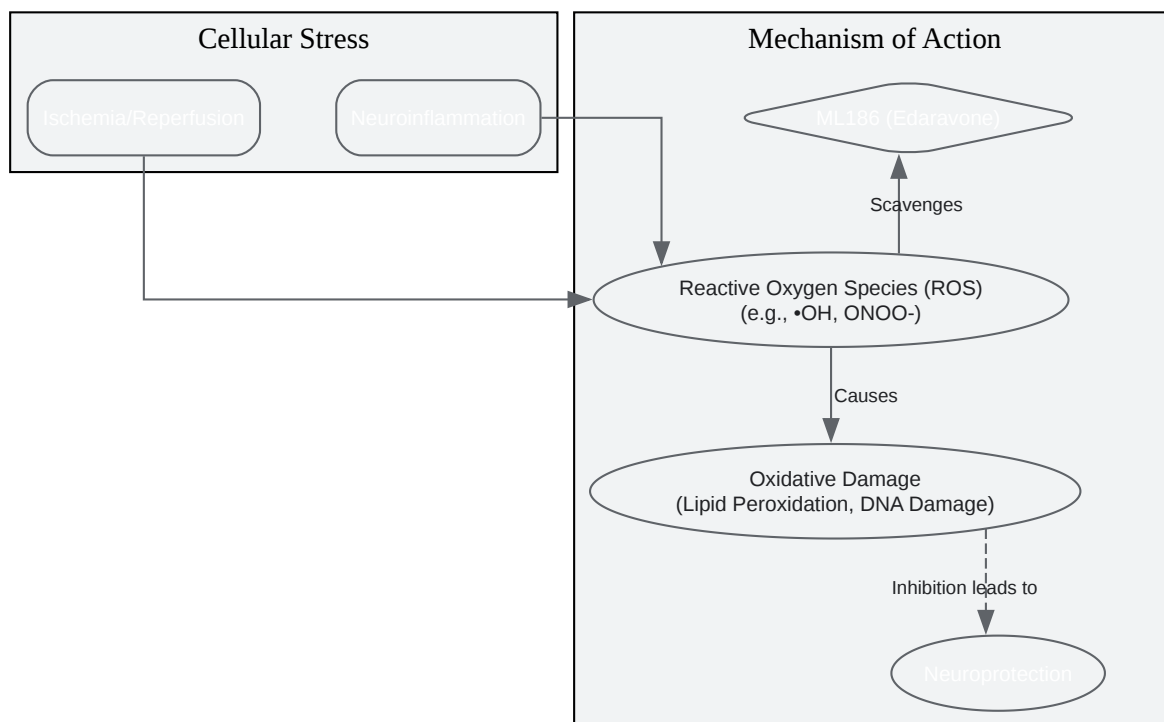 Cellular Stress
Ischemia/Reperfusion
Neuroinflammation
Mechanism of Action
ML186 (Edaravone)
Scavenges
Reactive Oxygen Species (ROS)
(e.g., •OH, ONOO-)
Causes
Oxidative Damage
(Lipid Peroxidation, DNA Damage)
Inhibition leads to
Neuroprotection